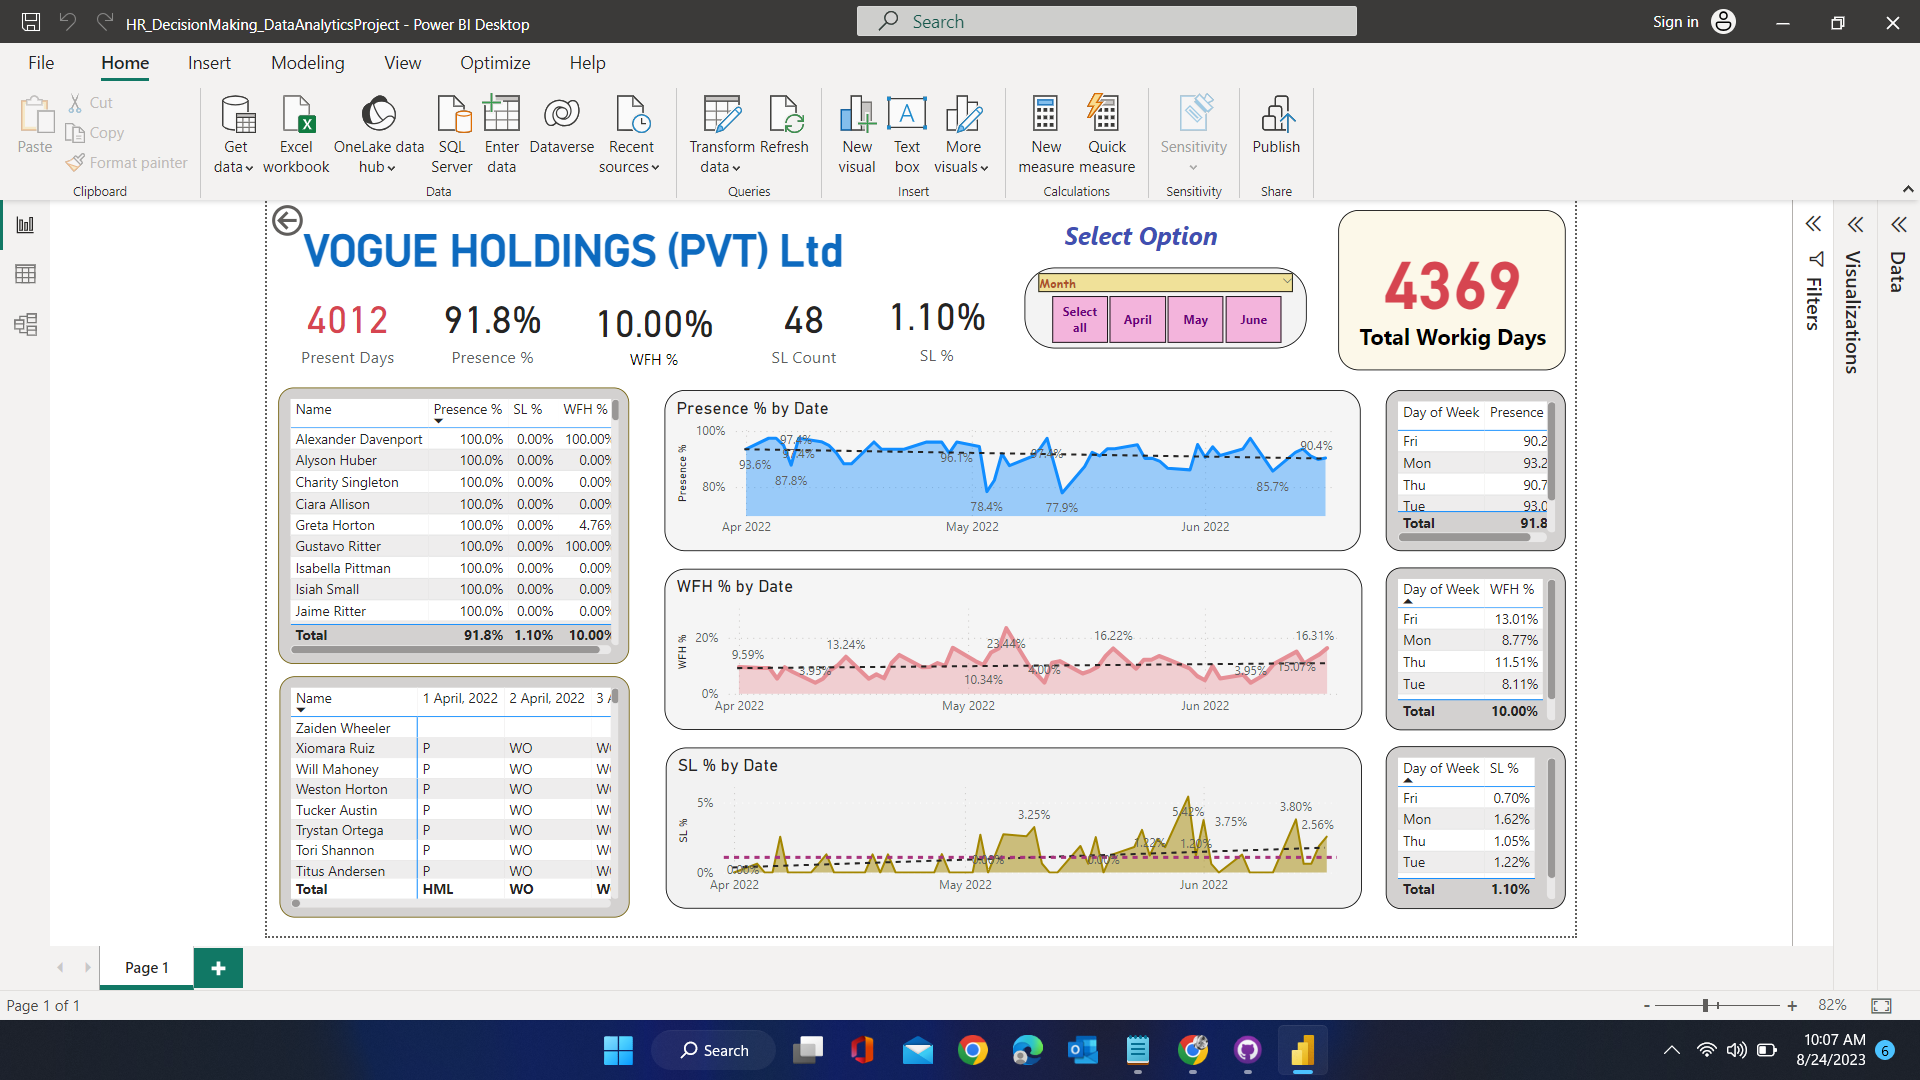 HR_DecisionMaking_DataAnalyticsProject - Power BI Desktop
Search
Sign in
File Home Insert Modeling View Optimize Help
Paste
Cut
Copy
Format painter
Clipboard
Get data
Excel workbook
OneLake data hub
SQL Server
Enter data
Dataverse
Recent sources
Data
Transform data
Refresh
Queries
New visual
Text box
More visuals
Insert
New measure
Quick measure
Calculations
Sensitivity
Sensitivity
Publish
Share
VOGUE HOLDINGS (PVT) Ltd
4012
Present Days
91.8%
Presence %
10.00%
WFH %
48
SL Count
1.10%
SL %
Select Option
Month
Select all
April
May
June
4369
Total Workig Days
Filters
Visualizations
Data
Name Presence % SL % WFH %
Alexander Davenport 100.0% 0.00% 100.00%
Alyson Huber 100.0% 0.00% 0.00%
Charity Singleton 100.0% 0.00% 0.00%
Ciara Allison 100.0% 0.00% 0.00%
Greta Horton 100.0% 0.00% 4.76%
Gustavo Ritter 100.0% 0.00% 100.00%
Isabella Pittman 100.0% 0.00% 0.00%
Isiah Small 100.0% 0.00% 0.00%
Jaime Ritter 100.0% 0.00% 0.00%
Total 91.8% 1.10% 10.00%
Name 1 April, 2022 2 April, 2022 3
Zaiden Wheeler
Xiomara Ruiz P WO W
Will Mahoney P WO W
Weston Horton P WO W
Tucker Austin P WO W
Trystan Ortega P WO W
Tori Shannon P WO W
Titus Andersen P WO W
Total HML WO W
Presence % by Date
Presence %
100%
80%
93.6%
97.4%
97.4%
87.8%
96.1%
78.4%
97.4%
77.9%
85.7%
90.4%
Apr 2022 May 2022 Jun 2022
WFH % by Date
WFH %
20%
0%
9.59%
3.95%
13.24%
10.34%
23.44%
4.00%
16.22%
3.95%
15.07%
16.31%
Apr 2022 May 2022 Jun 2022
SL % by Date
SL %
5%
0%
0.00%
0.00%
3.25%
0.00%
1.22%
5.42%
1.20%
3.75%
3.80%
2.56%
Apr 2022 May 2022 Jun 2022
Day of Week Presence
Fri 90.2
Mon 93.2
Thu 90.7
Tue 93.0
Total 91.8
Day of Week WFH %
Fri 13.01%
Mon 8.77%
Thu 11.51%
Tue 8.11%
Total 10.00%
Day of Week SL %
Fri 0.70%
Mon 1.62%
Thu 1.05%
Tue 1.22%
Total 1.10%
Page 1
Page 1 of 1
- + 82%
Search
10:07 AM
8/24/2023
6